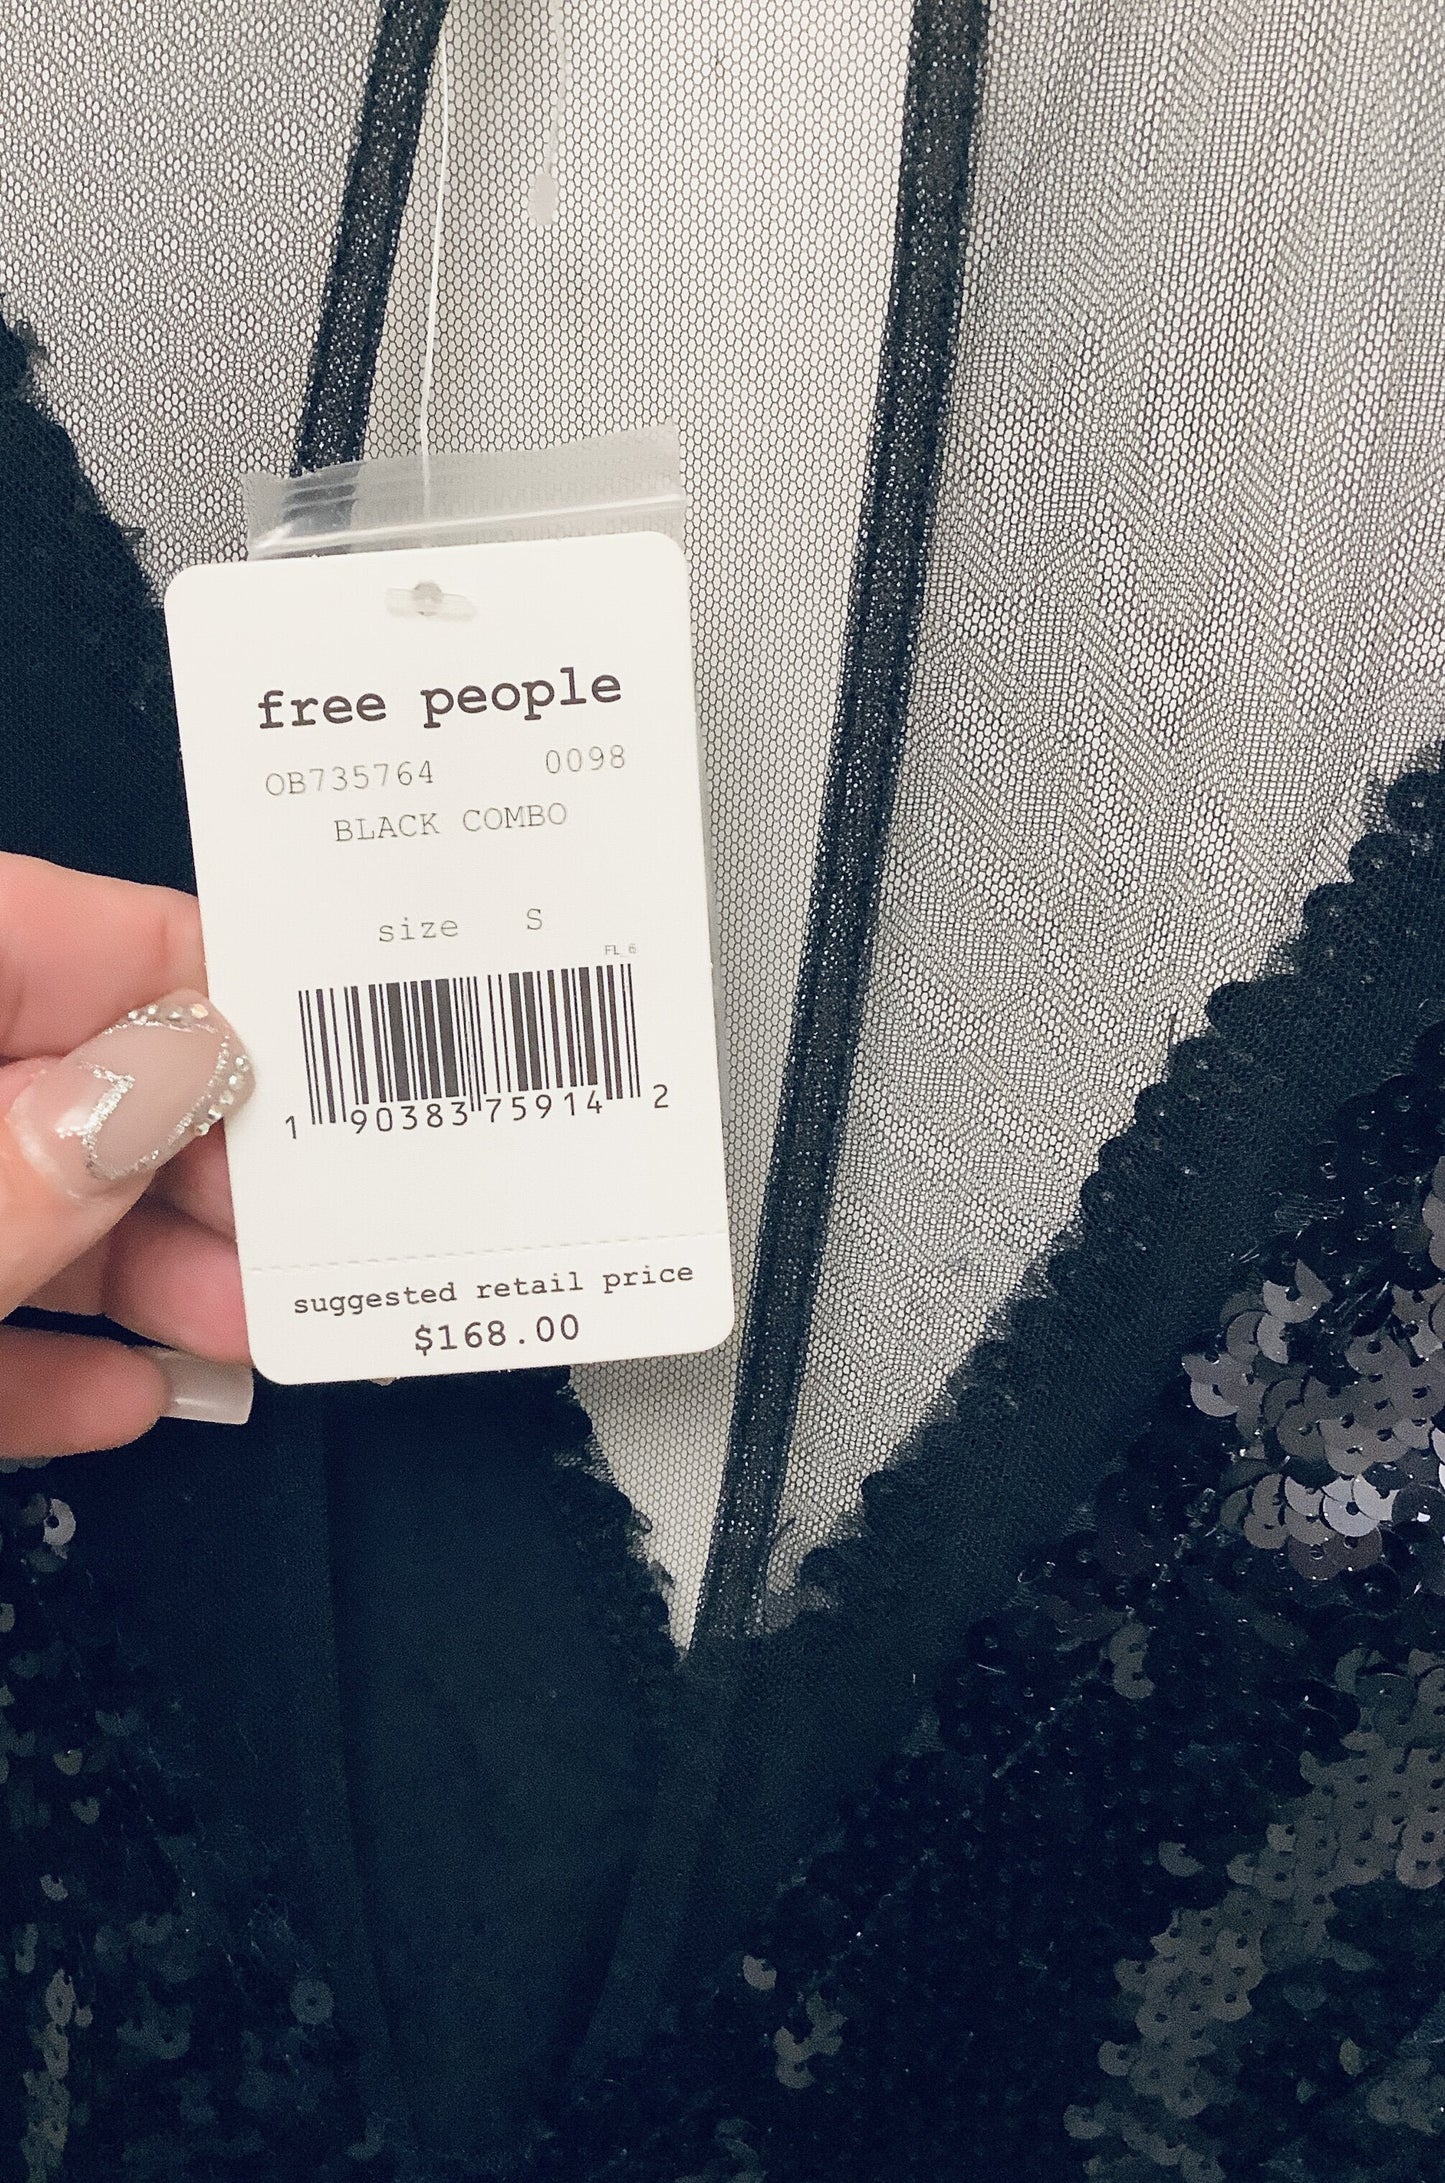 free people
OB735764 0098
BLACK COMBO
size S
FL 6
1 90383 75914 2
suggested retail price
$168.00